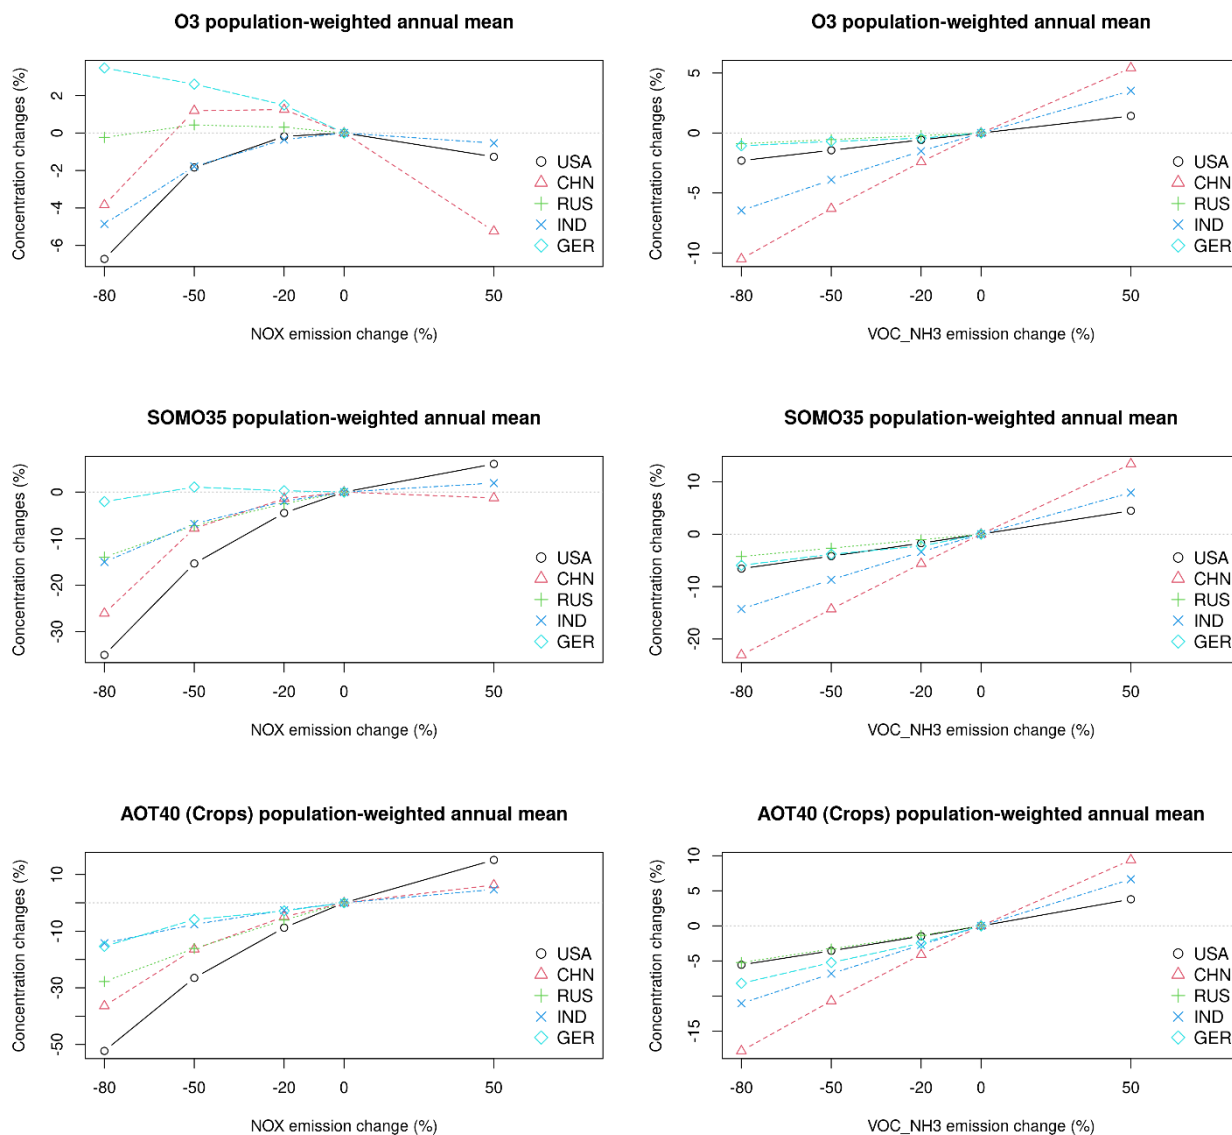 O3 population-weighted annual mean
Concentration changes (%)
2
0
-2
-4
-6
USA
CHN
RUS
IND
GER
-80 -50 -20 0 50
NOX emission change (%)
O3 population-weighted annual mean
Concentration changes (%)
5
0
-5
-10
USA
CHN
RUS
IND
GER
-80 -50 -20 0 50
VOC_NH3 emission change (%)
SOMO35 population-weighted annual mean
Concentration changes (%)
0
-10
-20
-30
USA
CHN
RUS
IND
GER
-80 -50 -20 0 50
NOX emission change (%)
SOMO35 population-weighted annual mean
Concentration changes (%)
10
0
-10
-20
USA
CHN
RUS
IND
GER
-80 -50 -20 0 50
VOC_NH3 emission change (%)
AOT40 (Crops) population-weighted annual mean
Concentration changes (%)
10
-10
-30
-50
USA
CHN
RUS
IND
GER
-80 -50 -20 0 50
NOX emission change (%)
AOT40 (Crops) population-weighted annual mean
Concentration changes (%)
10
5
0
-5
-15
USA
CHN
RUS
IND
GER
-80 -50 -20 0 50
VOC_NH3 emission change (%)